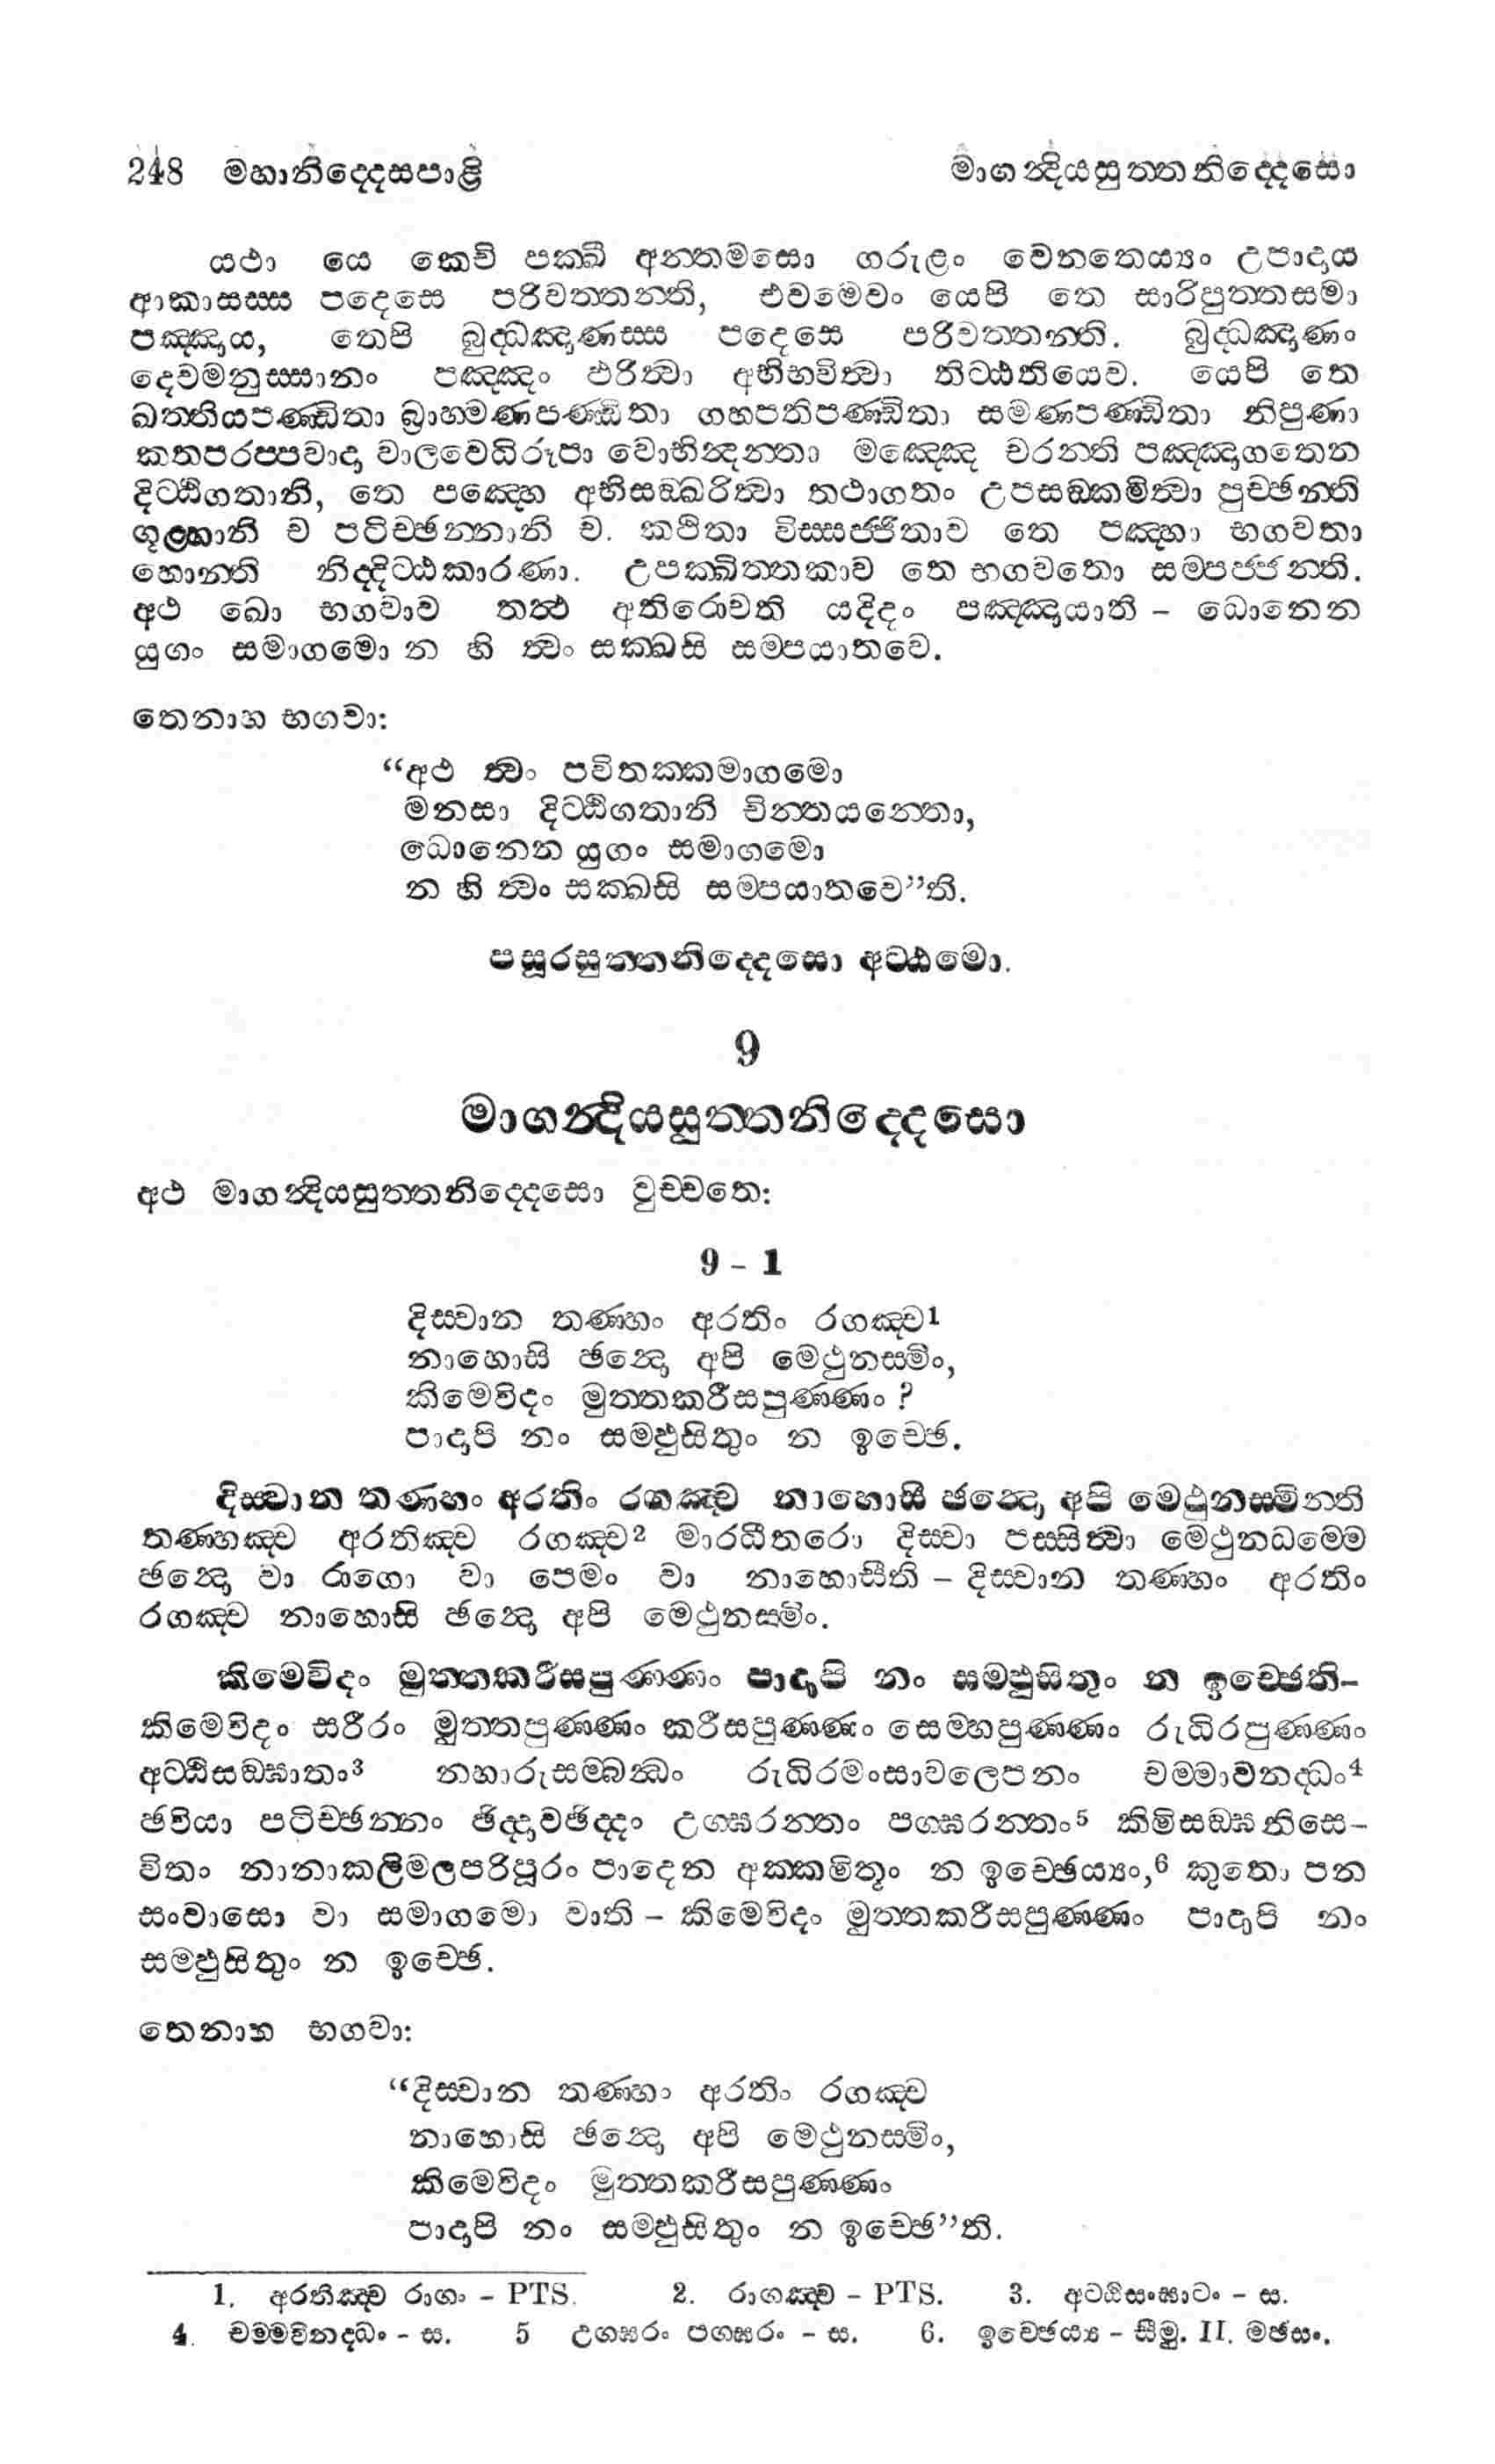 248 මහානිද්දෙසපාළි මාගන්දියසුත්තනිද්දෙසො
යථා යෙ කෙචි පක්ඛී අන්තමසො ගරුළං වෙනතෙය්‍යං උපාදාය
ආකාසස්ස පදෙසෙ පරිවත්තන්ති, එවමෙවං යෙපි තෙ සාරිපුත්තසමා
පඤ්ඤාය, තෙපි බුද්ධඤාණස්ස පදෙසෙ පරිවත්තන්ති. බුද්ධඤාණං
දෙවමනුස්සානං පඤ්ඤං ඵරිත්වා අභිභවිත්වා තිට්ඨතියෙව. යෙපි තෙ
ඛත්තියපණ්ඩිතා බ්‍රාහ්මණපණ්ඩිතා ගහපතිපණ්ඩිතා සමණපණ්ඩිතා නිපුණා
කතපරප්පවාදා වාලවෙධිරූපා වොභින්දන්තා මඤ්ඤෙ චරන්ති පඤ්ඤාගතෙන
දිට්ඨිගතානි, තෙ පඤ්හෙ අභිසඞ්ඛරිත්වා තථාගතං උපසඞ්කමිත්වා පුච්ඡන්ති
ගූළ්හානි ච පටිච්ඡන්නානි ච. කථිතා විස්සජ්ජිතාව තෙ පඤ්හා භගවතා
හොන්ති නිද්දිට්ඨකාරණා. උපක්ඛිත්තකාව තෙ භගවතො සම්පජ්ජන්ති.
අථ ඛො භගවාව තත්ථ අතිරොචති යදිදං පඤ්ඤායාති – ධොනෙන
යුගං සමාගමො න හි ත්වං සක්ඛසි සම්පයාතවෙ.
තෙනාහ භගවා:
“අථ ත්වං පවිතක්කමාගමො
මනසා දිට්ඨිගතානි චින්තයන්තො,
ධොනෙන යුගං සමාගමො
න හි ත්වං සක්ඛසි සම්පයාතවෙ”ති.
පසූරසුත්තනිද්දෙසො අට්ඨමො.
9
මාගන්දියසුත්තනිද්දෙසො
අථ මාගන්දියසුත්තනිද්දෙසො වුච්චතෙ:
9 – 1
දිස්වාන තණ්හං අරතිං රගඤ්ච1
නාහොසි ඡන්දො අපි මෙථුනස්මිං,
කිමෙවිදං මුත්තකරීසපුණ්ණං ?
පාදාපි නං සම්ඵුසිතුං න ඉච්ඡෙ.
දිස්වාන තණ්හං අරතිං රගඤ්ච නාහොසි ඡන්දො අපි මෙථුනස්මින්ති
තණ්හඤ්ච අරතිඤ්ච රගඤ්ච2 මාරධීතරො දිස්වා පස්සිත්වා මෙථුනධම්මෙ
ඡන්දො වා රාගො වා පෙමං වා නාහොසීති – දිස්වාන තණ්හං අරතිං
රගඤ්ච නාහොසි ඡන්දො අපි මෙථුනස්මිං.
කිමෙවිදං මුත්තකරීසපුණ්ණං පාදාපි නං සම්ඵුසිතුං න ඉච්ඡෙති–
කිමෙවිදං සරීරං මුත්තපුණ්ණං කරීසපුණ්ණං සෙම්හපුණ්ණං රුධිරපුණ්ණං
අට්ඨිසඞ්ඝාතං3 නහාරුසම්බන්ධං රුධිරමංසාවලෙපනං චම්මාවනද්ධං4
ඡවියා පටිච්ඡන්නං ඡිද්දාවඡිද්දං උග්ඝරන්තං පග්ඝරන්තං5 කිමිසඞ්ඝනිසෙ-
විතං නානාකලිමලපරිපූරං පාදෙන අක්කමිතුං න ඉච්ඡෙය්‍යං,6 කුතො පන
සංවාසො වා සමාගමො වාති – කිමෙවිදං මුත්තකරීසපුණ්ණං පාදාපි නං
සම්ඵුසිතුං න ඉච්ඡෙ.
තෙනාහ භගවා:
“දිස්වාන තණ්හං අරතිං රගඤ්ච
නාහොසි ඡන්දො අපි මෙථුනස්මිං,
කිමෙවිදං මුත්තකරීසපුණ්ණං
පාදාපි නං සම්ඵුසිතුං න ඉච්ඡෙ”ති.
1. අරතිඤ්ච රාගං – PTS. 2. රාගඤ්ච – PTS. 3. අට්ඨිසංඝාටං – ස.
4. චම්මවිනද්ධං – ස. 5 උග්ඝරං පග්ඝරං – ස. 6. ඉච්ඡෙය්‍ය – සීමු. II. මඡසං.